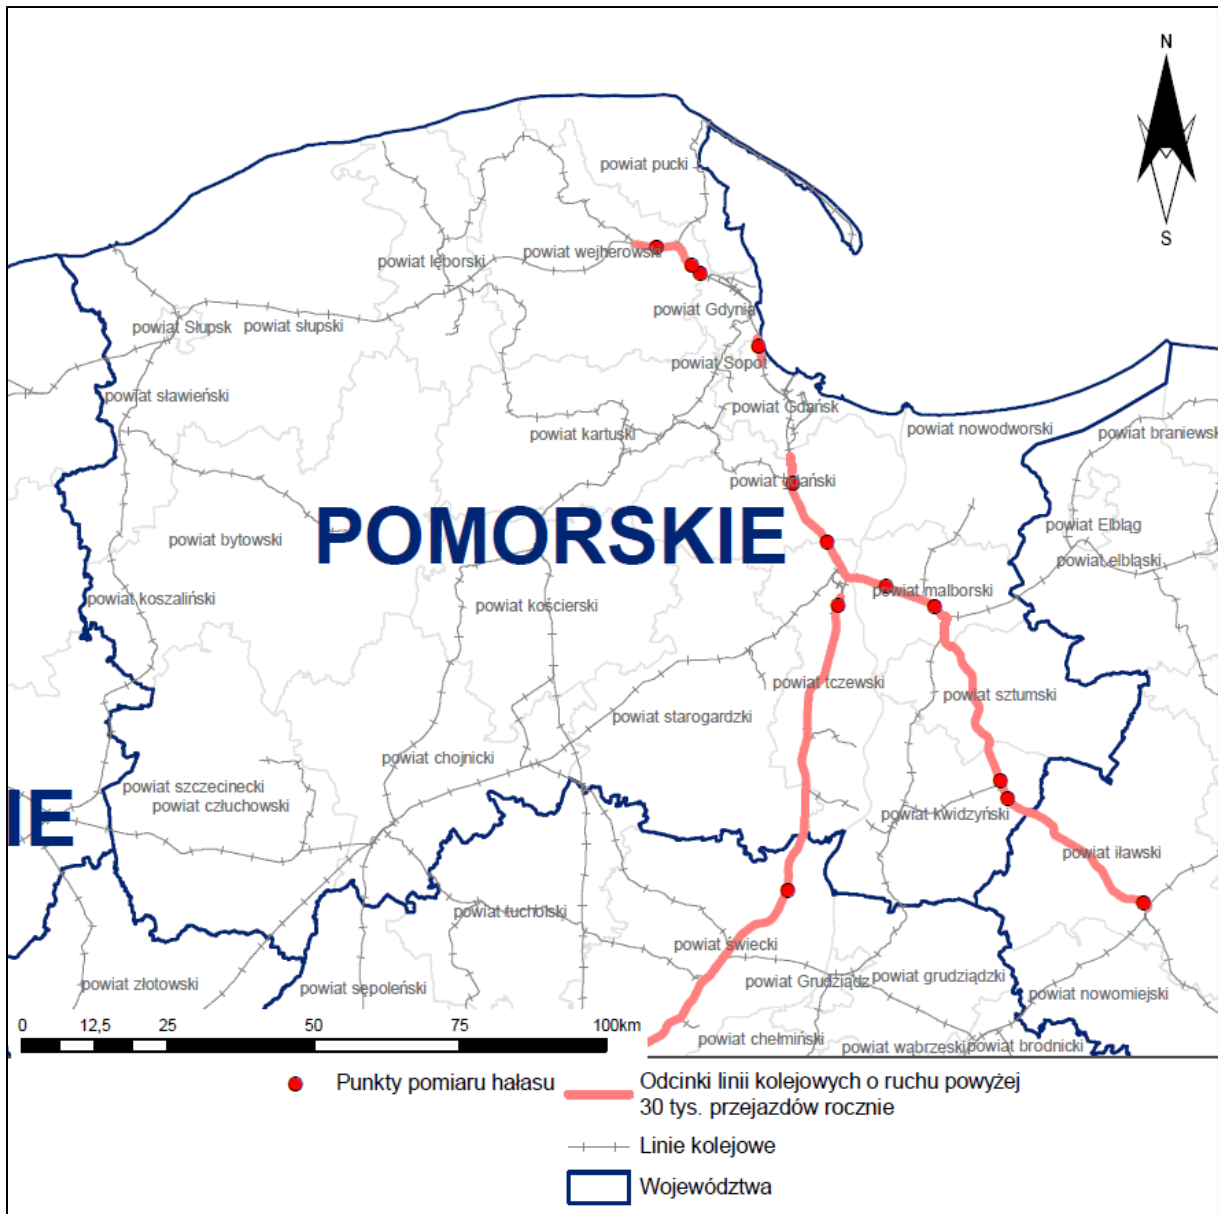 N
S
powiat pucki
powiat wejherowski
powiat lęborski
powiat Gdynia
powiat Słupsk
powiat słupski
powiat Sopot
powiat sławieński
powiat Gdańsk
powiat nowodworski
powiat braniewsk
powiat kartuski
powiat gdański
POMORSKIE
powiat Elbląg
powiat bytowski
powiat elbląski
powiat koszaliński
powiat kościerski
powiat malborski
powiat tczewski
powiat sztumski
powiat starogardzki
powiat chojnicki
powiat szczecinecki
powiat człuchowski
IE
powiat kwidzyński
powiat iławski
powiat tucholski
powiat świecki
powiat Grudziądz
powiat grudziądzki
powiat złotowski
powiat sępoleński
powiat nowomiejski
powiat chełmiński
powiat wąbrzeski
powiat brodnicki
0 12,5 25 50 75 100km
Punkty pomiaru hałasu
Odcinki linii kolejowych o ruchu powyżej
30 tys. przejazdów rocznie
Linie kolejowe
Województwa